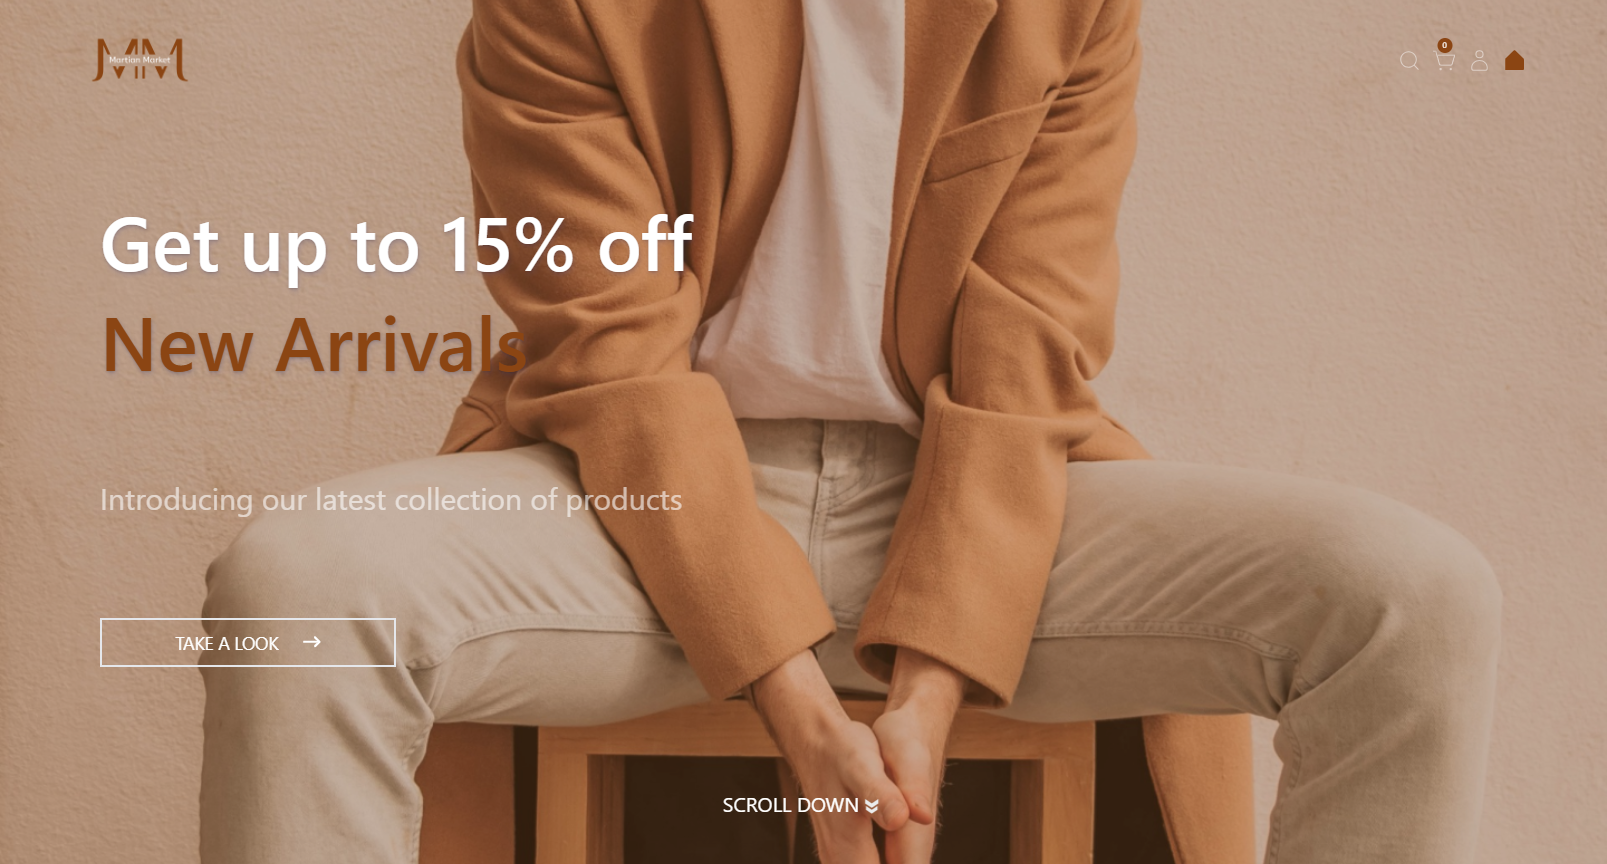 MM
Martian Market
0
Get up to 15% off
New Arrivals
Introducing our latest collection of products
TAKE A LOOK →
SCROLL DOWN